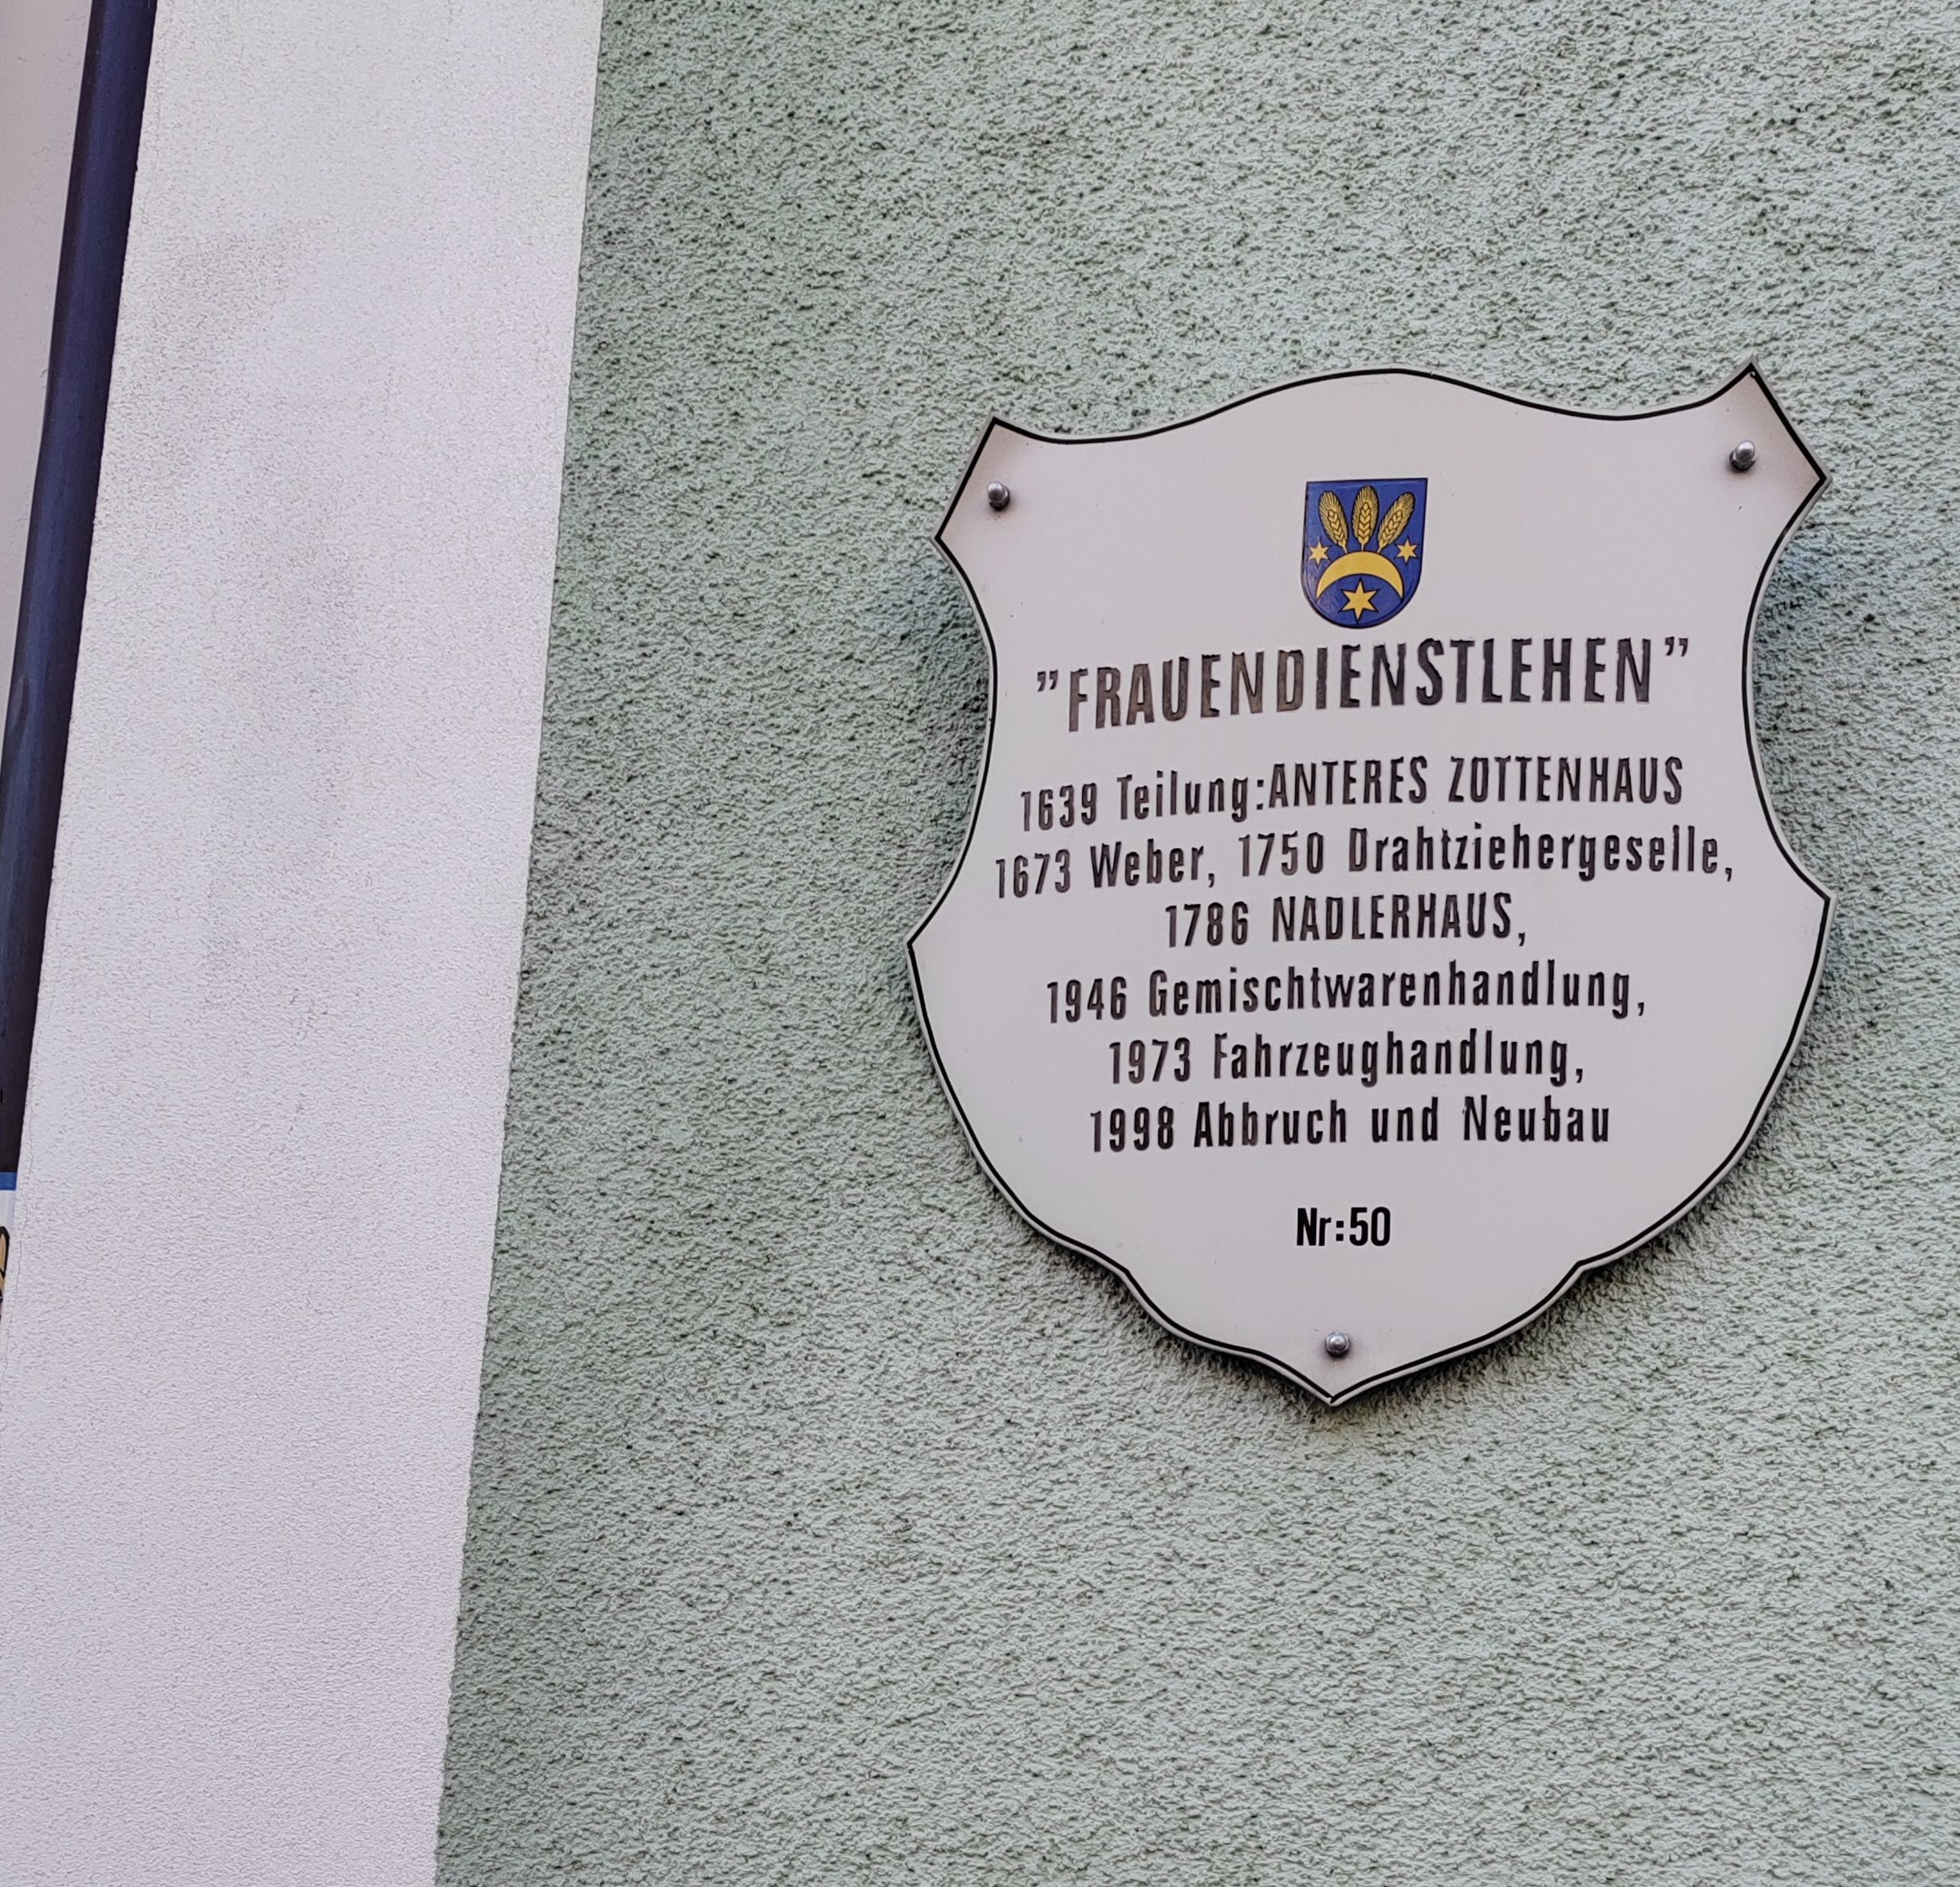 ”FRAUENDIENSTLEHEN”
1639 Teilung:ANTERES ZOTTENHAUS
1673 Weber, 1750 Drahtziehergeselle,
1786 NADLERHAUS,
1946 Gemischtwarenhandlung,
1973 Fahrzeughandlung,
1998 Abbruch und Neubau
Nr:50